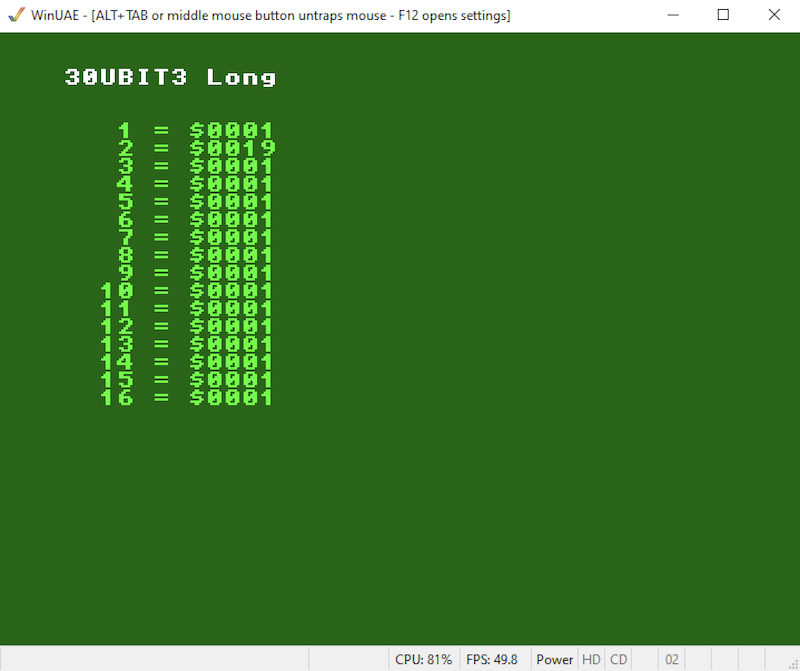 WinUAE - [ALT+TAB or middle mouse button untraps mouse - F12 opens settings]
30UBIT3 Long
1 = $0001
2 = $0019
3 = $0001
4 = $0001
5 = $0001
6 = $0001
7 = $0001
8 = $0001
9 = $0001
10 = $0001
11 = $0001
12 = $0001
13 = $0001
14 = $0001
15 = $0001
16 = $0001
CPU: 81% FPS: 49.8 Power HD CD 02